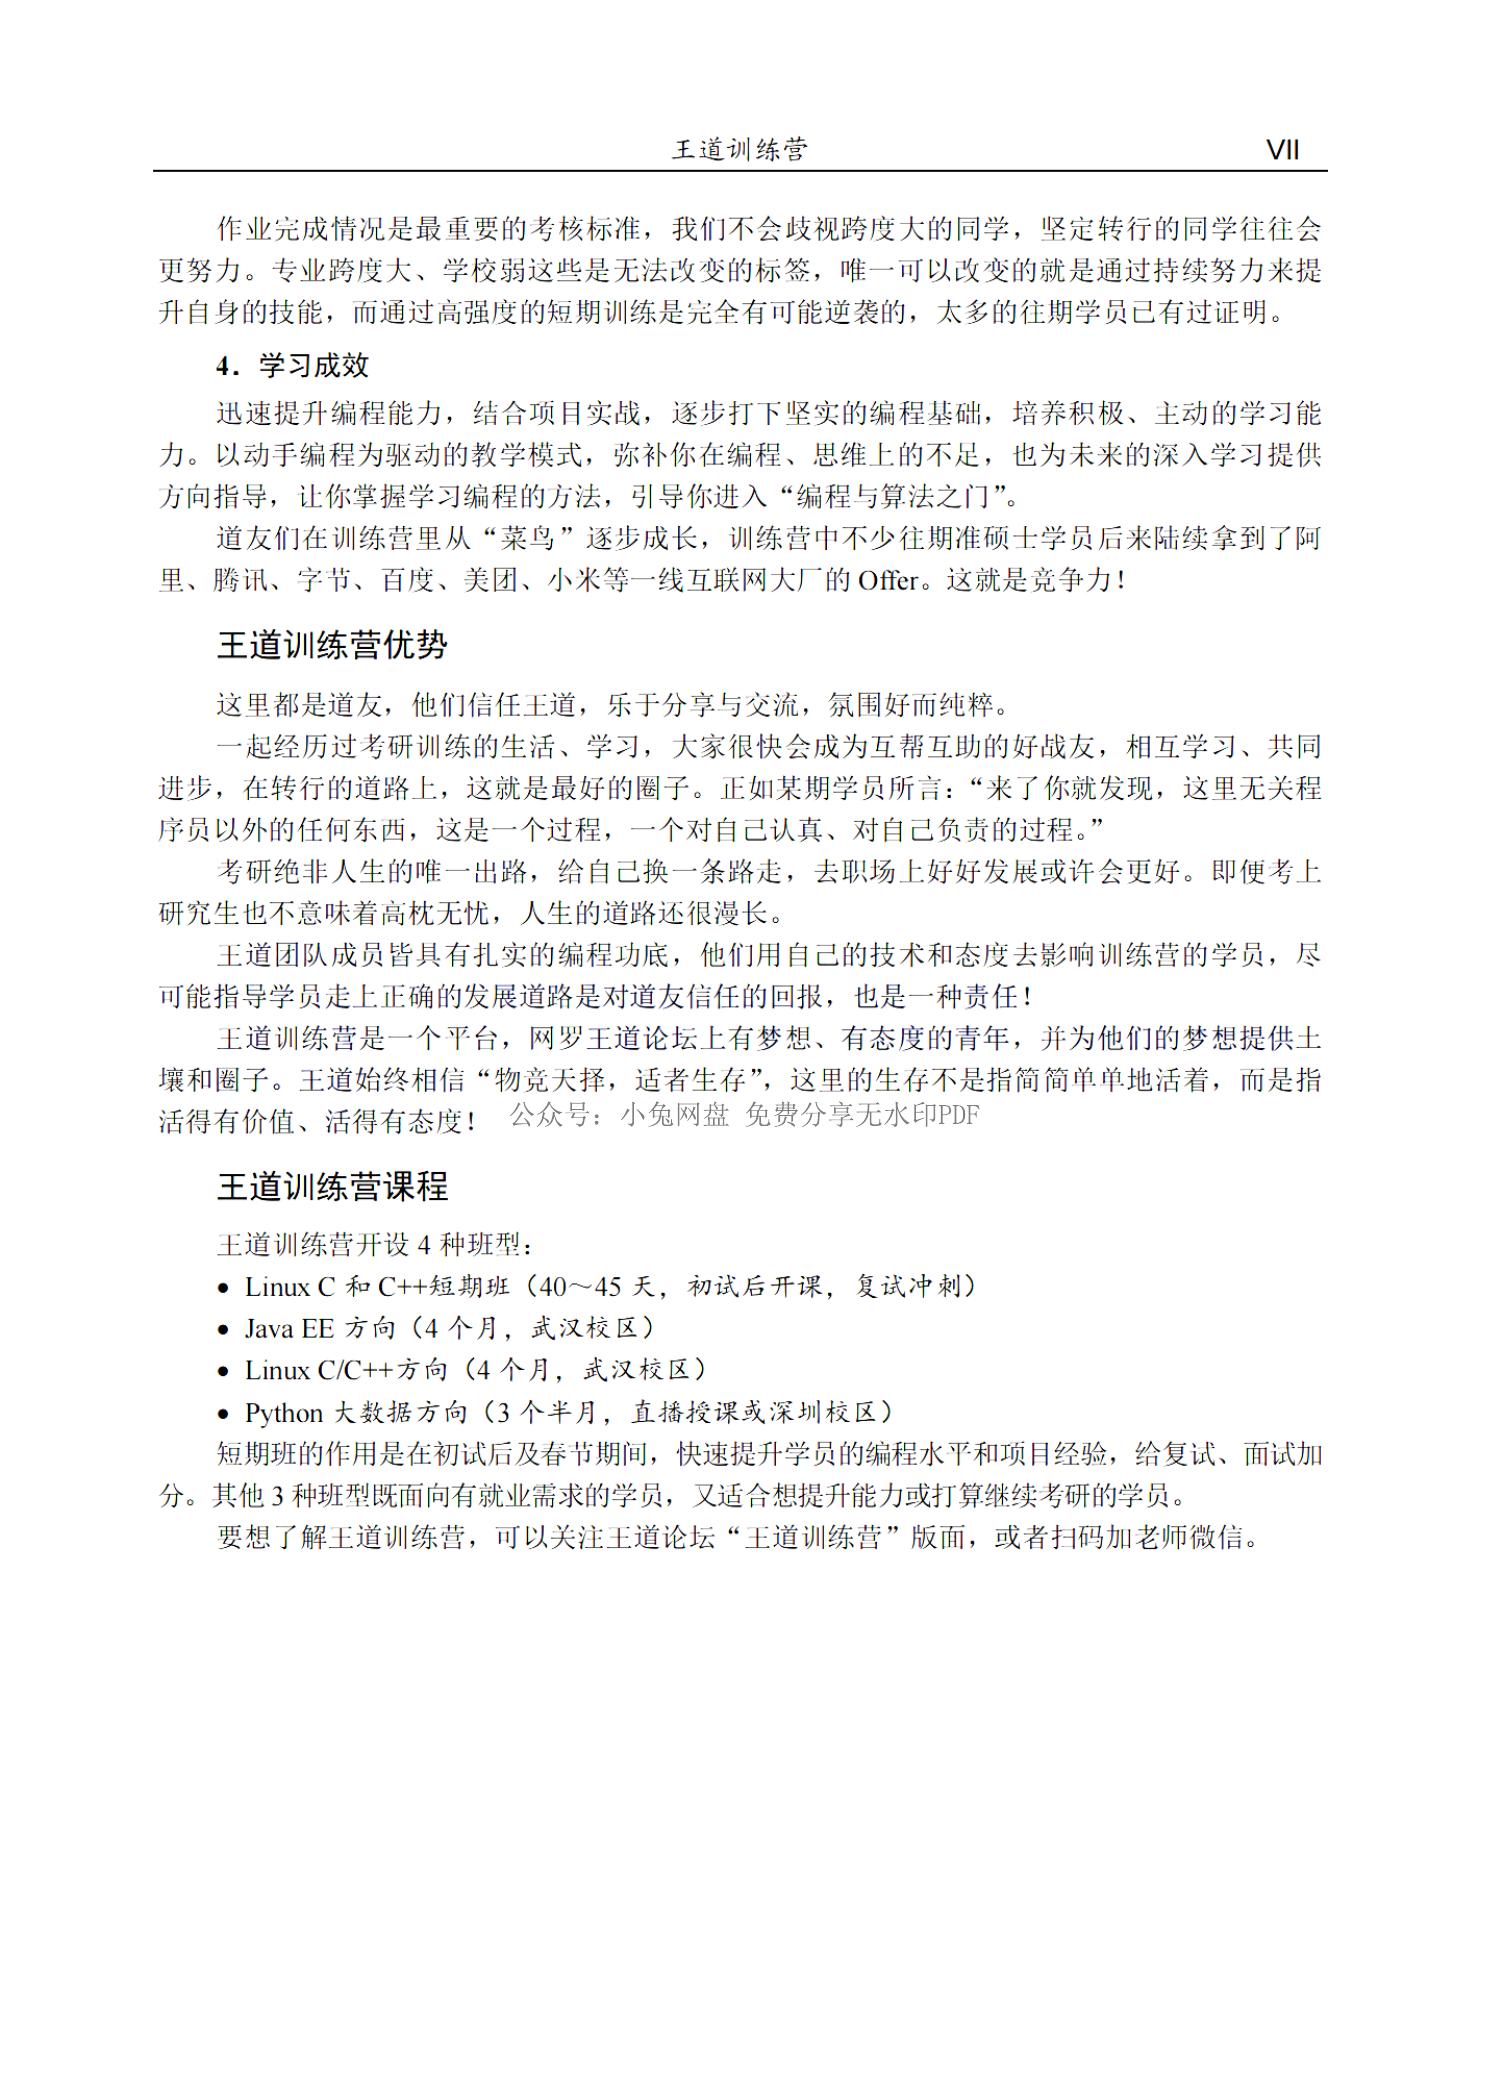 王道训练营 VII
作业完成情况是最重要的考核标准，我们不会歧视跨度大的同学，坚定转行的同学往往会
更努力。专业跨度大、学校弱这些是无法改变的标签，唯一可以改变的就是通过持续努力来提
升自身的技能，而通过高强度的短期训练是完全有可能逆袭的，太多的往期学员已有过证明。
4．学习成效
迅速提升编程能力，结合项目实战，逐步打下坚实的编程基础，培养积极、主动的学习能
力。以动手编程为驱动的教学模式，弥补你在编程、思维上的不足，也为未来的深入学习提供
方向指导，让你掌握学习编程的方法，引导你进入“编程与算法之门”。
道友们在训练营里从“菜鸟”逐步成长，训练营中不少往期准硕士学员后来陆续拿到了阿
里、腾讯、字节、百度、美团、小米等一线互联网大厂的 Offer。这就是竞争力！
王道训练营优势
这里都是道友，他们信任王道，乐于分享与交流，氛围好而纯粹。
一起经历过考研训练的生活、学习，大家很快会成为互帮互助的好战友，相互学习、共同
进步，在转行的道路上，这就是最好的圈子。正如某期学员所言：“来了你就发现，这里无关程
序员以外的任何东西，这是一个过程，一个对自己认真、对自己负责的过程。”
考研绝非人生的唯一出路，给自己换一条路走，去职场上好好发展或许会更好。即便考上
研究生也不意味着高枕无忧，人生的道路还很漫长。
王道团队成员皆具有扎实的编程功底，他们用自己的技术和态度去影响训练营的学员，尽
可能指导学员走上正确的发展道路是对道友信任的回报，也是一种责任！
王道训练营是一个平台，网罗王道论坛上有梦想、有态度的青年，并为他们的梦想提供土
壤和圈子。王道始终相信“物竞天择，适者生存”，这里的生存不是指简简单单地活着，而是指
活得有价值、活得有态度！ 公众号：小兔网盘 免费分享无水印PDF
王道训练营课程
王道训练营开设 4 种班型：
● Linux C 和 C++短期班（40～45 天，初试后开课，复试冲刺）
● Java EE 方向（4 个月，武汉校区）
● Linux C/C++方向（4 个月，武汉校区）
● Python 大数据方向（3 个半月，直播授课或深圳校区）
短期班的作用是在初试后及春节期间，快速提升学员的编程水平和项目经验，给复试、面试加
分。其他 3 种班型既面向有就业需求的学员，又适合想提升能力或打算继续考研的学员。
要想了解王道训练营，可以关注王道论坛“王道训练营”版面，或者扫码加老师微信。